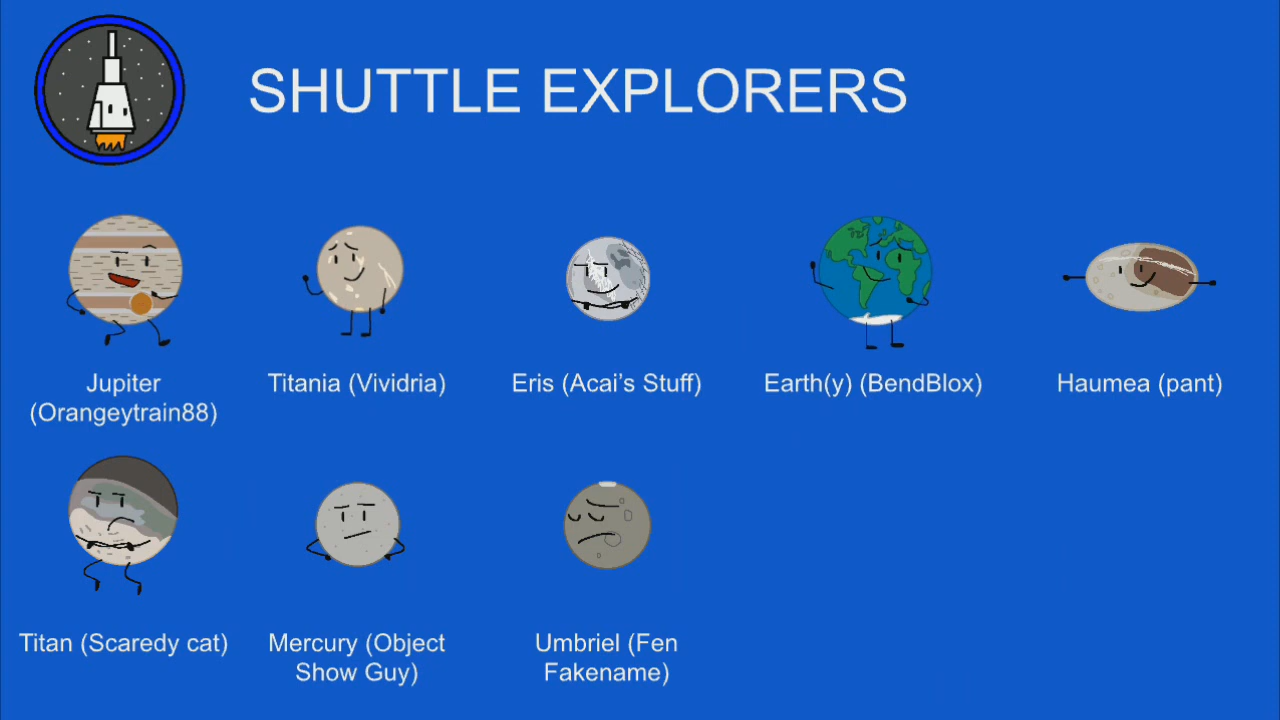 SHUTTLE EXPLORERS
Jupiter
(Orangeytrain88)
Titania (Vividria)
Eris (Acai’s Stuff)
Earth(y) (BendBlox)
Haumea (pant)
Titan (Scaredy cat)
Mercury (Object
Show Guy)
Umbriel (Fen
Fakename)